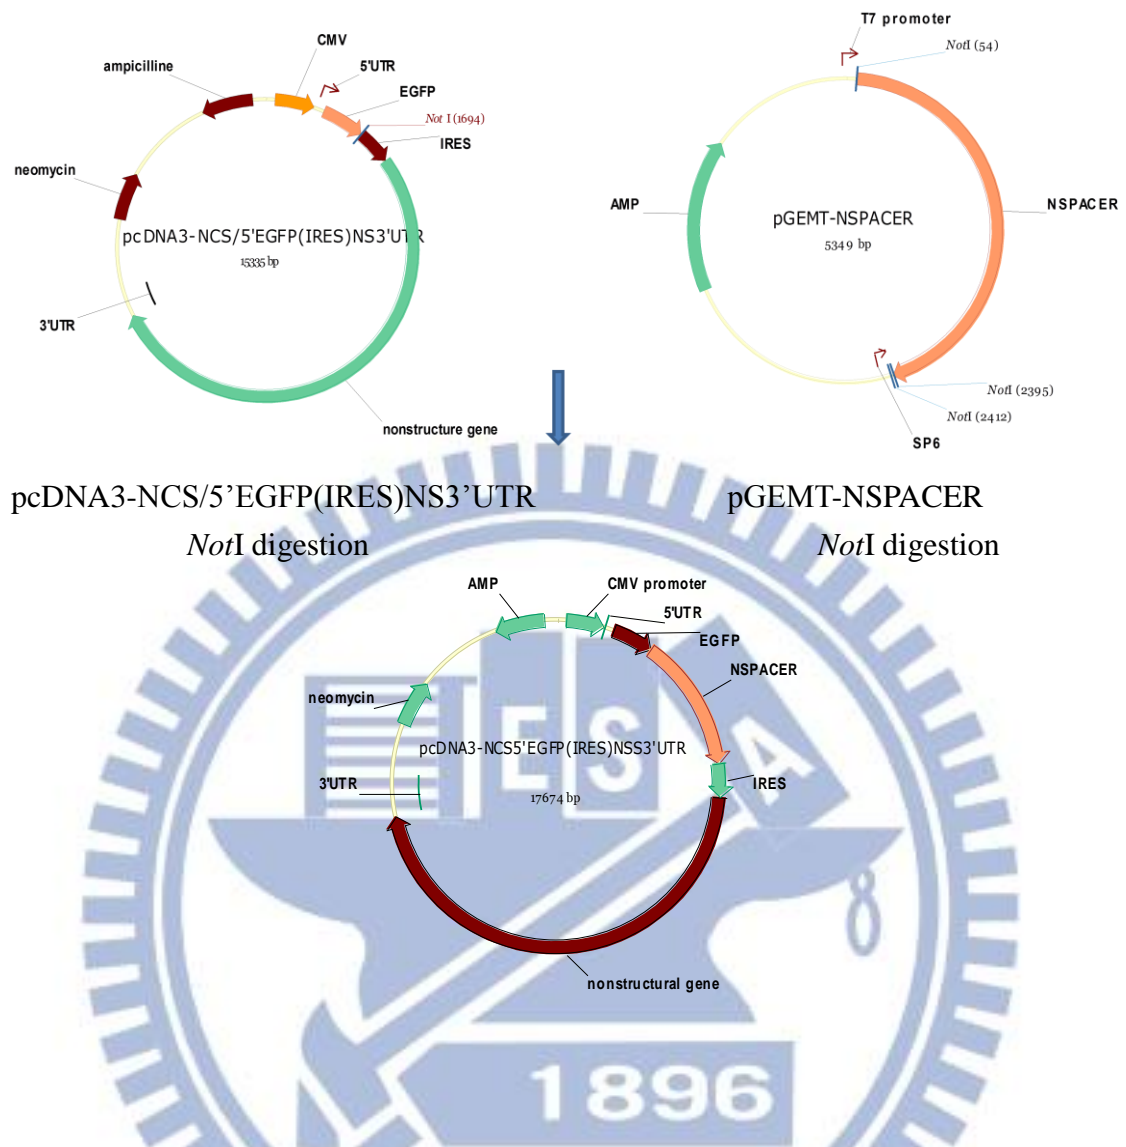 CMV
ampicilline
5'UTR
EGFP
Not I (1694)
IRES
neomycin
pcDNA3-NCS/5'EGFP(IRES)NS3'UTR
15335 bp
3'UTR
nonstructure gene
T7 promoter
NotI (54)
AMP
NSPACER
pGEMT-NSPACER
5349 bp
NotI (2395)
NotI (2412)
SP6
pcDNA3-NCS/5’EGFP(IRES)NS3’UTR
pGEMT-NSPACER
NotI digestion
NotI digestion
AMP
CMV promoter
5'UTR
EGFP
NSPACER
neomycin
pcDNA3-NCS5'EGFP(IRES)NSS3'UTR
3'UTR
IRES
17674 bp
nonstructural gene
E S A
1896